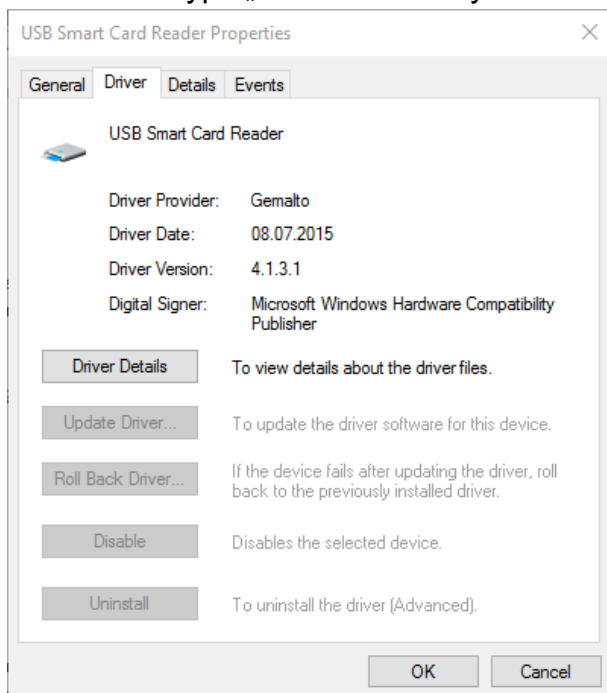 USB Smart Card Reader Properties
General Driver Details Events
USB Smart Card Reader
Driver Provider: Gemalto
Driver Date: 08.07.2015
Driver Version: 4.1.3.1
Digital Signer: Microsoft Windows Hardware Compatibility
Publisher
Driver Details To view details about the driver files.
Update Driver... To update the driver software for this device.
Roll Back Driver... If the device fails after updating the driver, roll
back to the previously installed driver.
Disable Disables the selected device.
Uninstall To uninstall the driver (Advanced).
OK Cancel